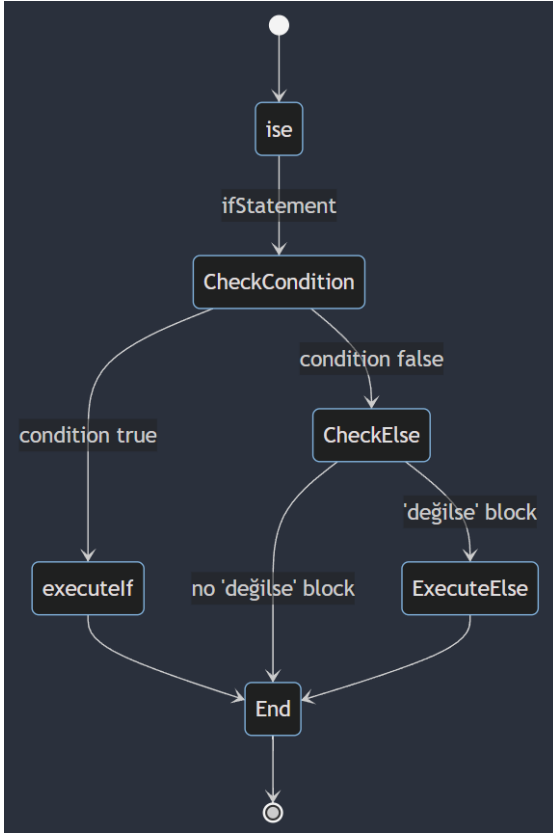 ise
ifStatement
CheckCondition
condition false
condition true
CheckElse
'değilse' block
executeIf
no 'değilse' block
ExecuteElse
End